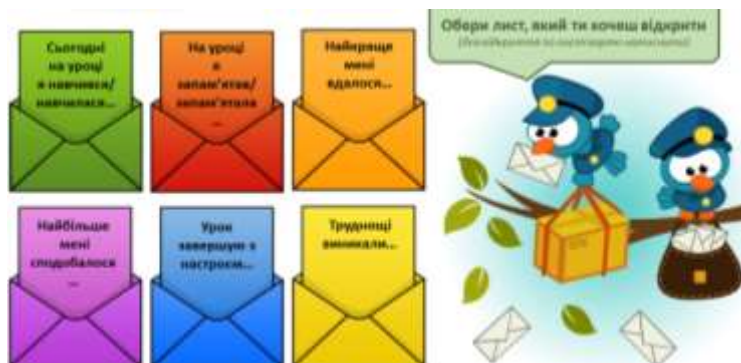 Сьогодні
на уроці
я навчився/
навчилася...
На уроці
я
запам'ятав/
запам'ятала
...
Найкраще
мені
вдалося...
Обери лист, який ти хочеш відкрити
Найбільше
мені
сподобалося
...
Урок
завершую з
настроєм...
Труднощі
виникали...